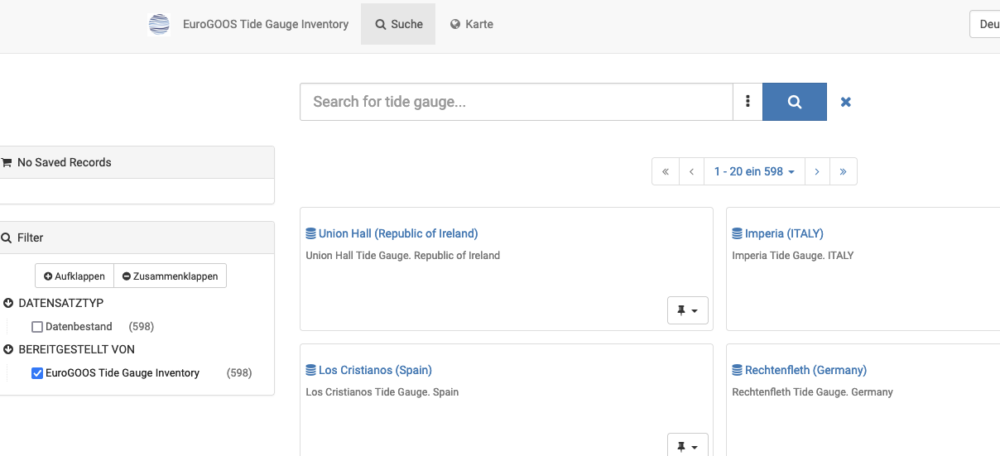 EuroGOOS Tide Gauge Inventory
Suche
Karte
Deu
Search for tide gauge...
No Saved Records
1 - 20 ein 598
Filter
Aufklappen
Zusammenklappen
DATENSATZTYP
Datenbestand (598)
BEREITGESTELLT VON
EuroGOOS Tide Gauge Inventory (598)
Union Hall (Republic of Ireland)
Union Hall Tide Gauge. Republic of Ireland
Imperia (ITALY)
Imperia Tide Gauge. ITALY
Los Cristianos (Spain)
Los Cristianos Tide Gauge. Spain
Rechtenfleth (Germany)
Rechtenfleth Tide Gauge. Germany